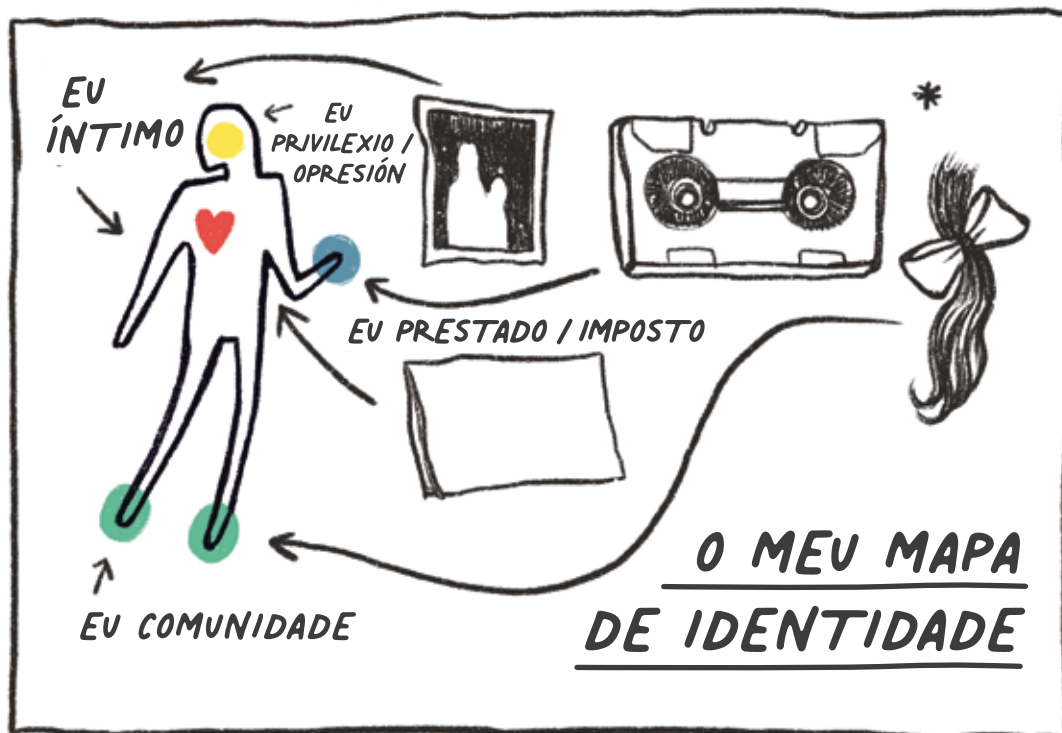 EU
ÍNTIMO
EU
PRIVILEXIO /
OPRESIÓN
*
EU PRESTADO / IMPOSTO
EU COMUNIDADE
O MEU MAPA
DE IDENTIDADE